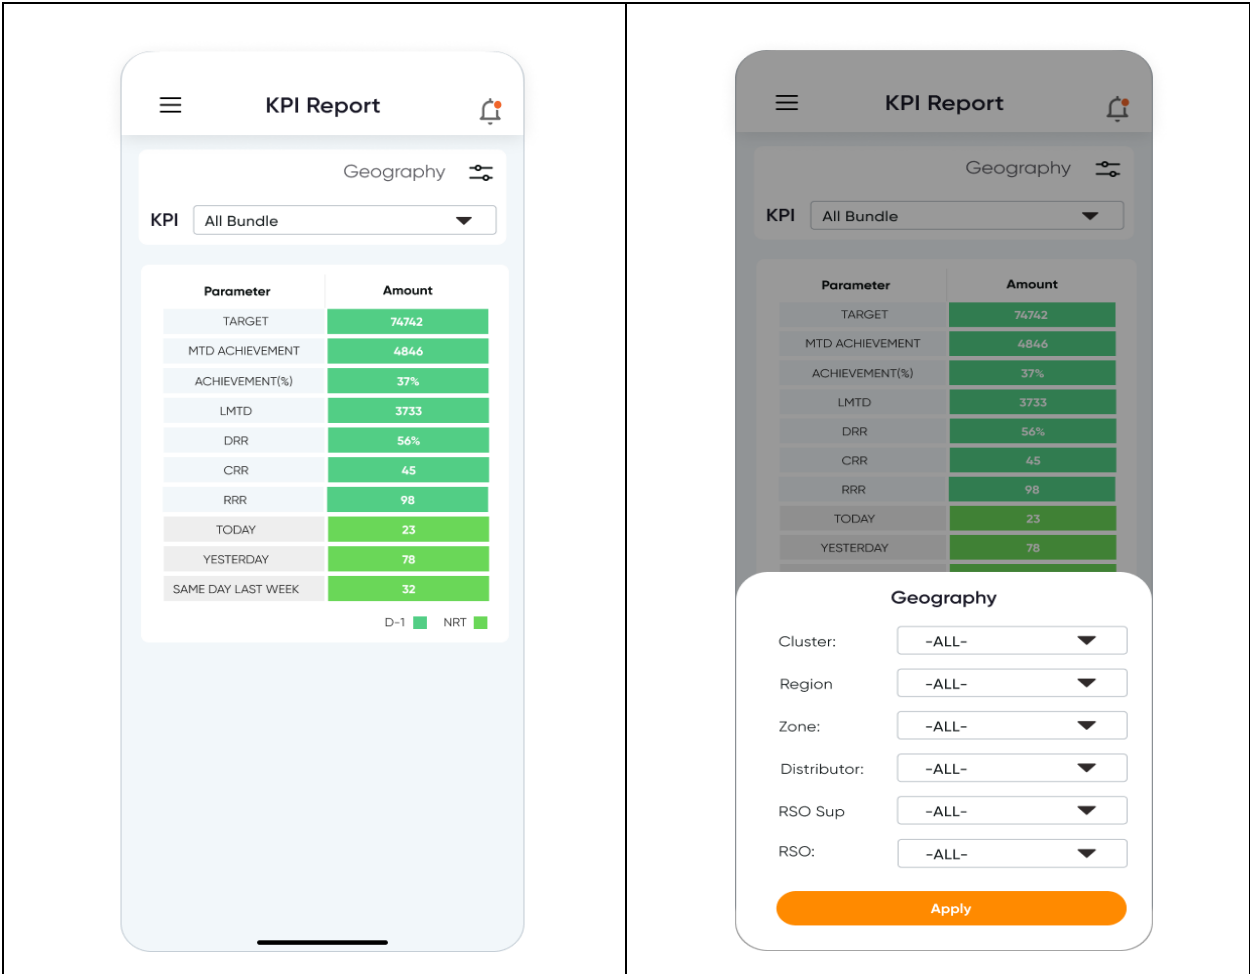 KPI Report
Geography
KPI All Bundle
Parameter Amount
TARGET 74742
MTD ACHIEVEMENT 4846
ACHIEVEMENT(%) 37%
LMTD 3733
DRR 56%
CRR 45
RRR 98
TODAY 23
YESTERDAY 78
SAME DAY LAST WEEK 32
D-1 NRT
KPI Report
Geography
KPI All Bundle
Parameter Amount
TARGET 74742
MTD ACHIEVEMENT 4846
ACHIEVEMENT(%) 37%
LMTD 3733
DRR 56%
CRR 45
RRR 98
TODAY 23
YESTERDAY 78
Geography
Cluster: -ALL-
Region -ALL-
Zone: -ALL-
Distributor: -ALL-
RSO Sup -ALL-
RSO: -ALL-
Apply